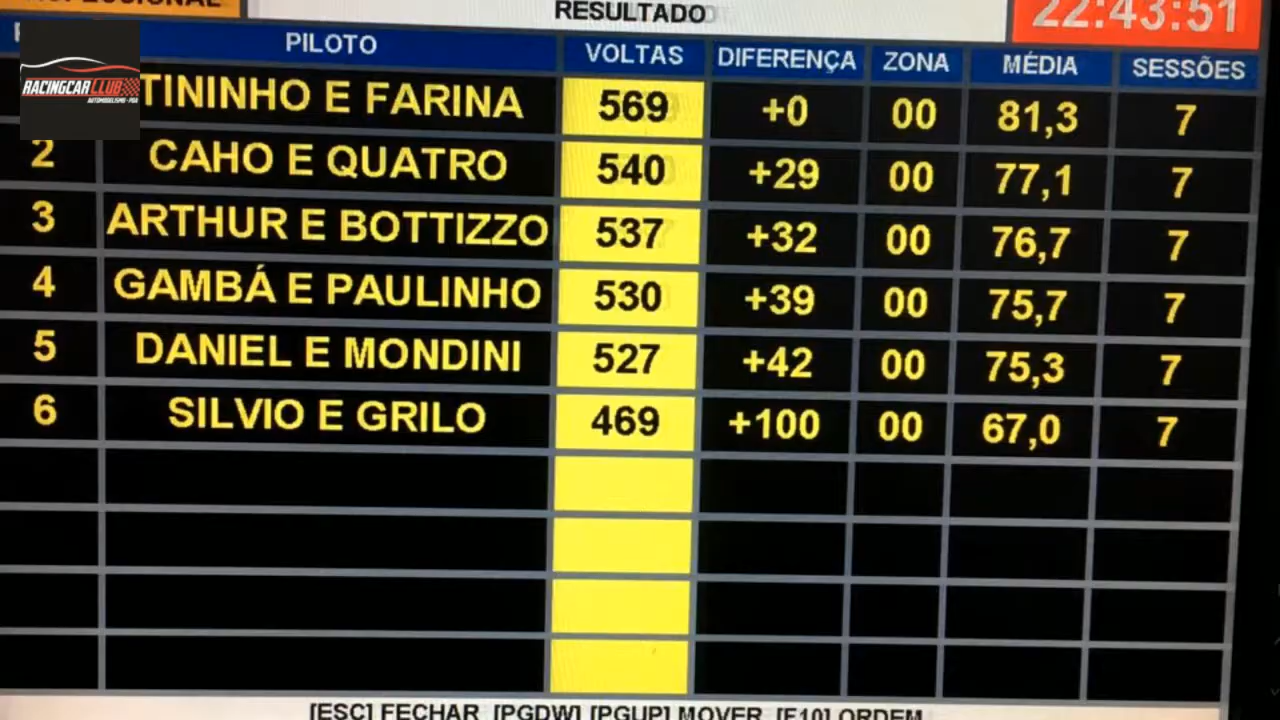 RESULTADO
22:43:51
PILOTO VOLTAS DIFERENÇA ZONA MÉDIA SESSÕES
RACINGCAR CLUB
AUTOMODELISMO - POA
TININHO E FARINA 569 +0 00 81,3 7
2 CAHO E QUATRO 540 +29 00 77,1 7
3 ARTHUR E BOTTIZZO 537 +32 00 76,7 7
4 GAMBÁ E PAULINHO 530 +39 00 75,7 7
5 DANIEL E MONDINI 527 +42 00 75,3 7
6 SILVIO E GRILO 469 +100 00 67,0 7
[ESC] FECHAR [PGDW] [PGUP] MOVER [F10] ORDEM